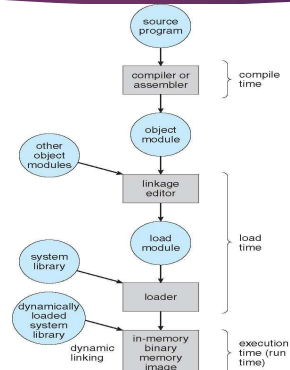 source
program
compiler or
assembler
compile
time
object
module
other
object
modules
linkage
editor
load
module
load
time
system
library
loader
dynamically
loaded
system
library
dynamic
linking
in-memory
binary
memory
image
execution
time (run
time)